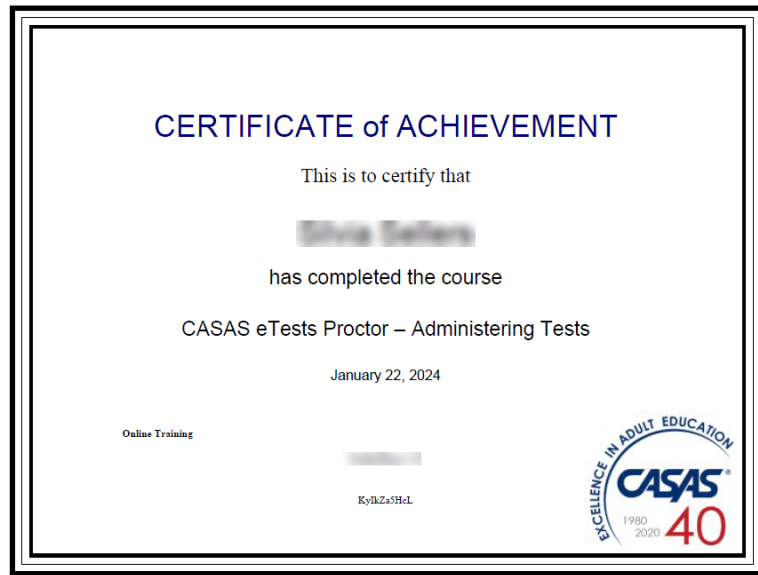 CERTIFICATE of ACHIEVEMENT
This is to certify that
has completed the course
CASAS eTests Proctor – Administering Tests
January 22, 2024
Online Training
KylkZa5HeL
EXCELLENCE IN ADULT EDUCATION
CASAS®
1980
2020
40